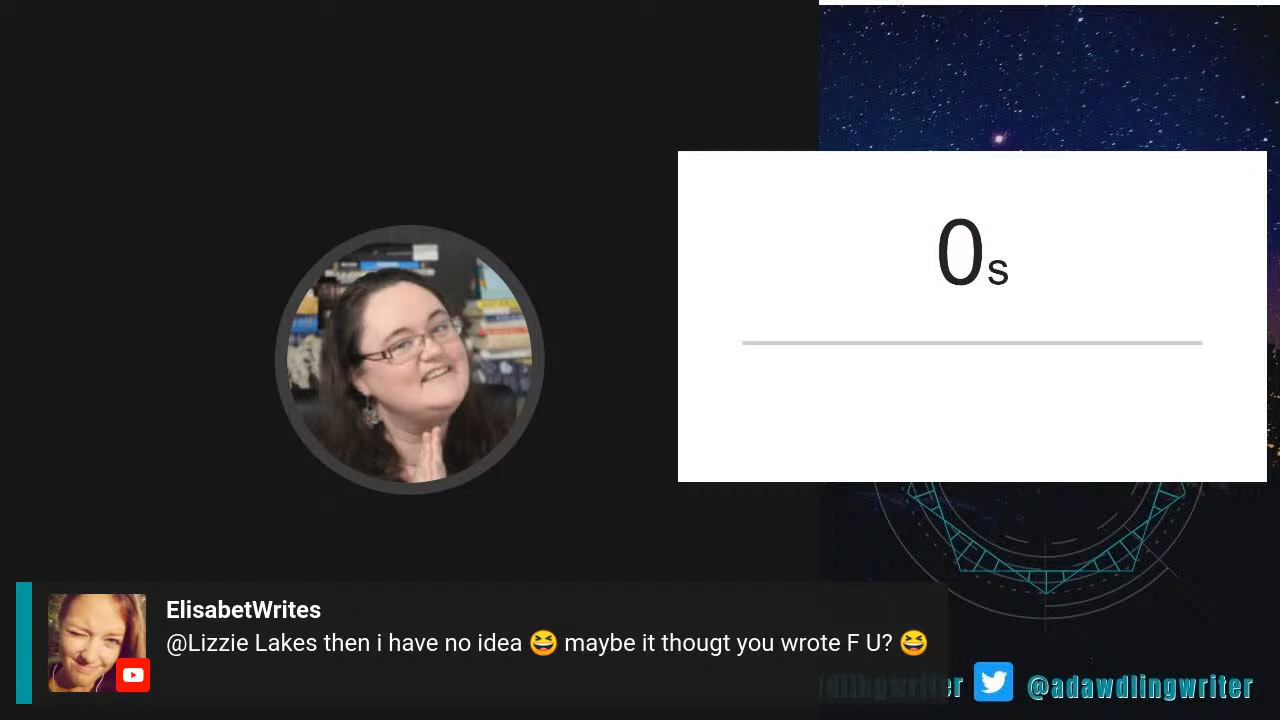 0s
ElisabetWrites
@Lizzie Lakes then i have no idea 😆 maybe it thougt you wrote F U? 😆
@adawdlingwriter